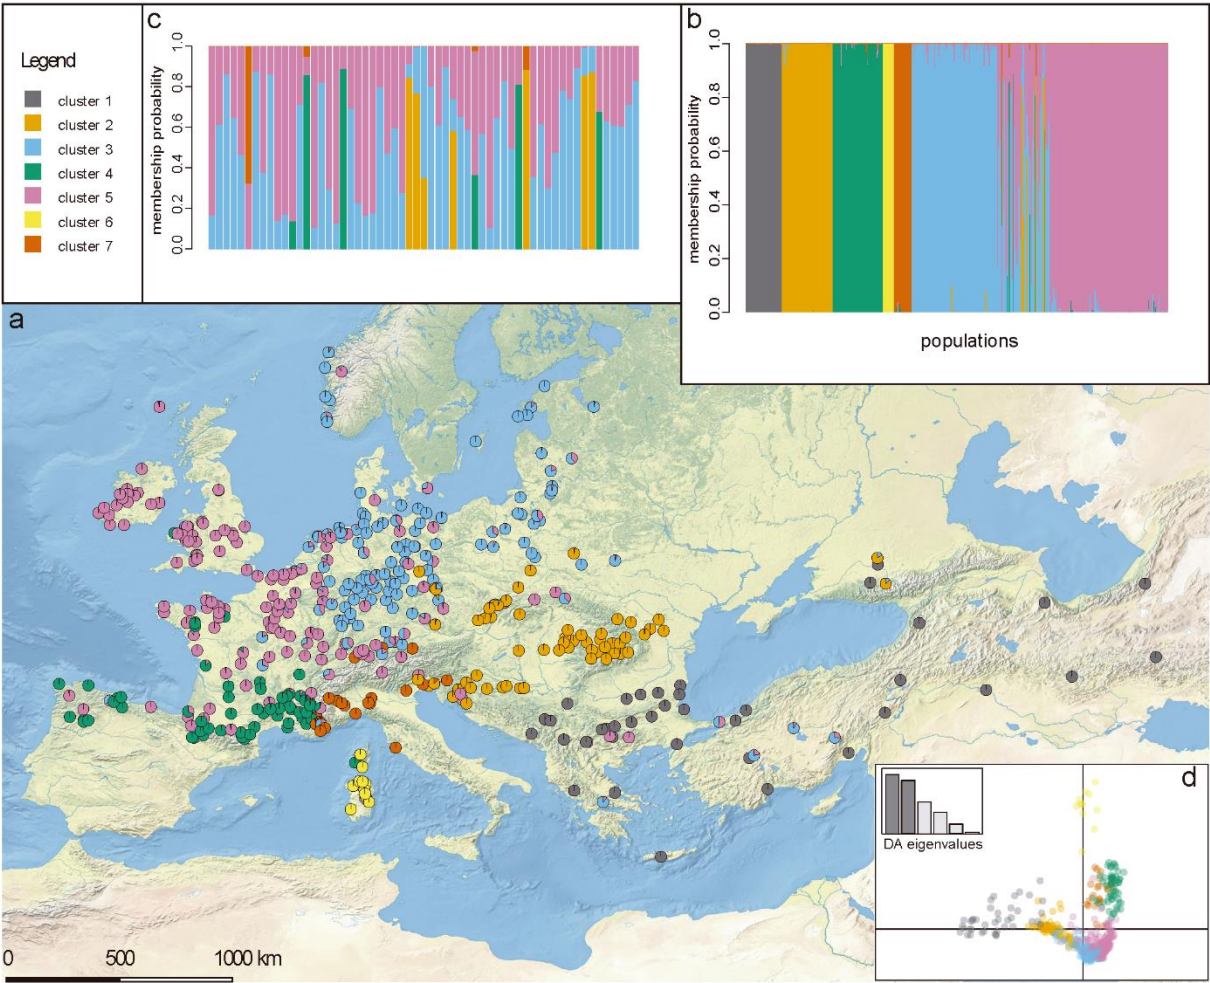 Legend
cluster 1
cluster 2
cluster 3
cluster 4
cluster 5
cluster 6
cluster 7
c
membership probability
0.0
0.2
0.4
0.6
0.8
1.0
b
membership probability
0.0
0.2
0.4
0.6
0.8
1.0
populations
a
0 500 1000 km
d
DA eigenvalues